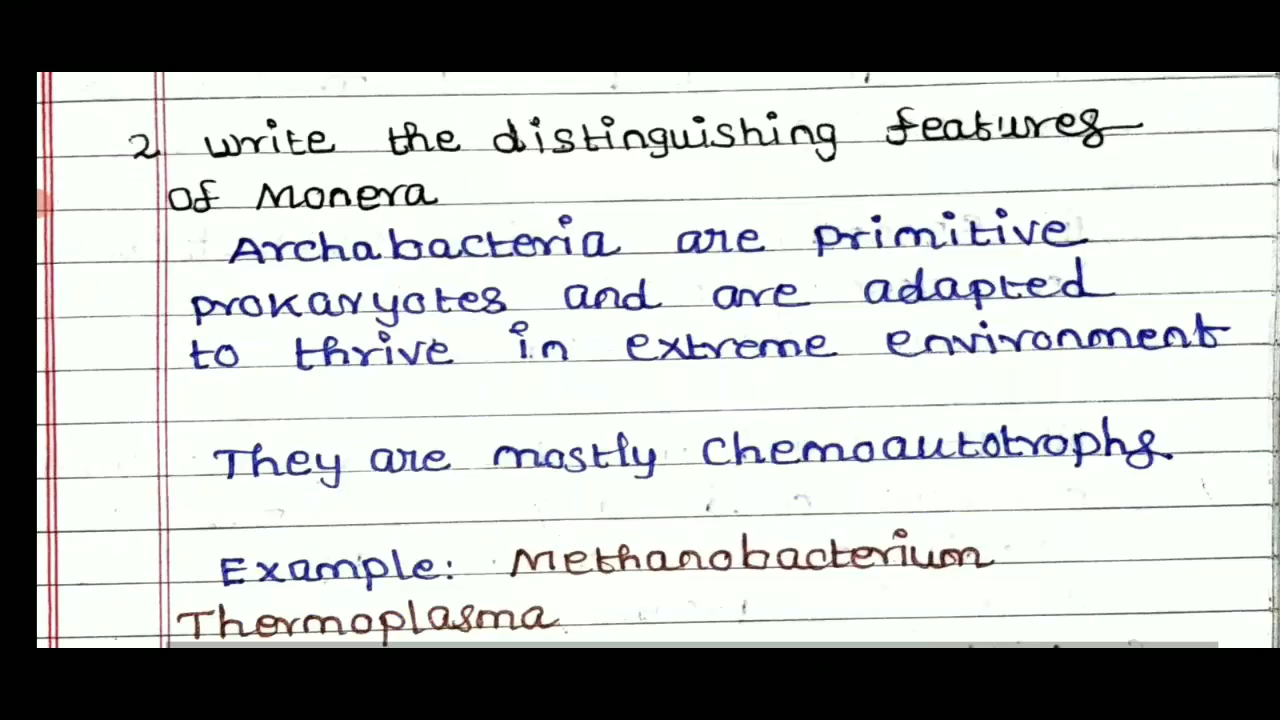 2 Write the distinguishing features
of Monera
Archabacteria are primitive
prokaryotes and are adapted
to thrive in extreme environment
They are mostly chemoautotrophs.
Example: Methanobacterium
Thermoplasma